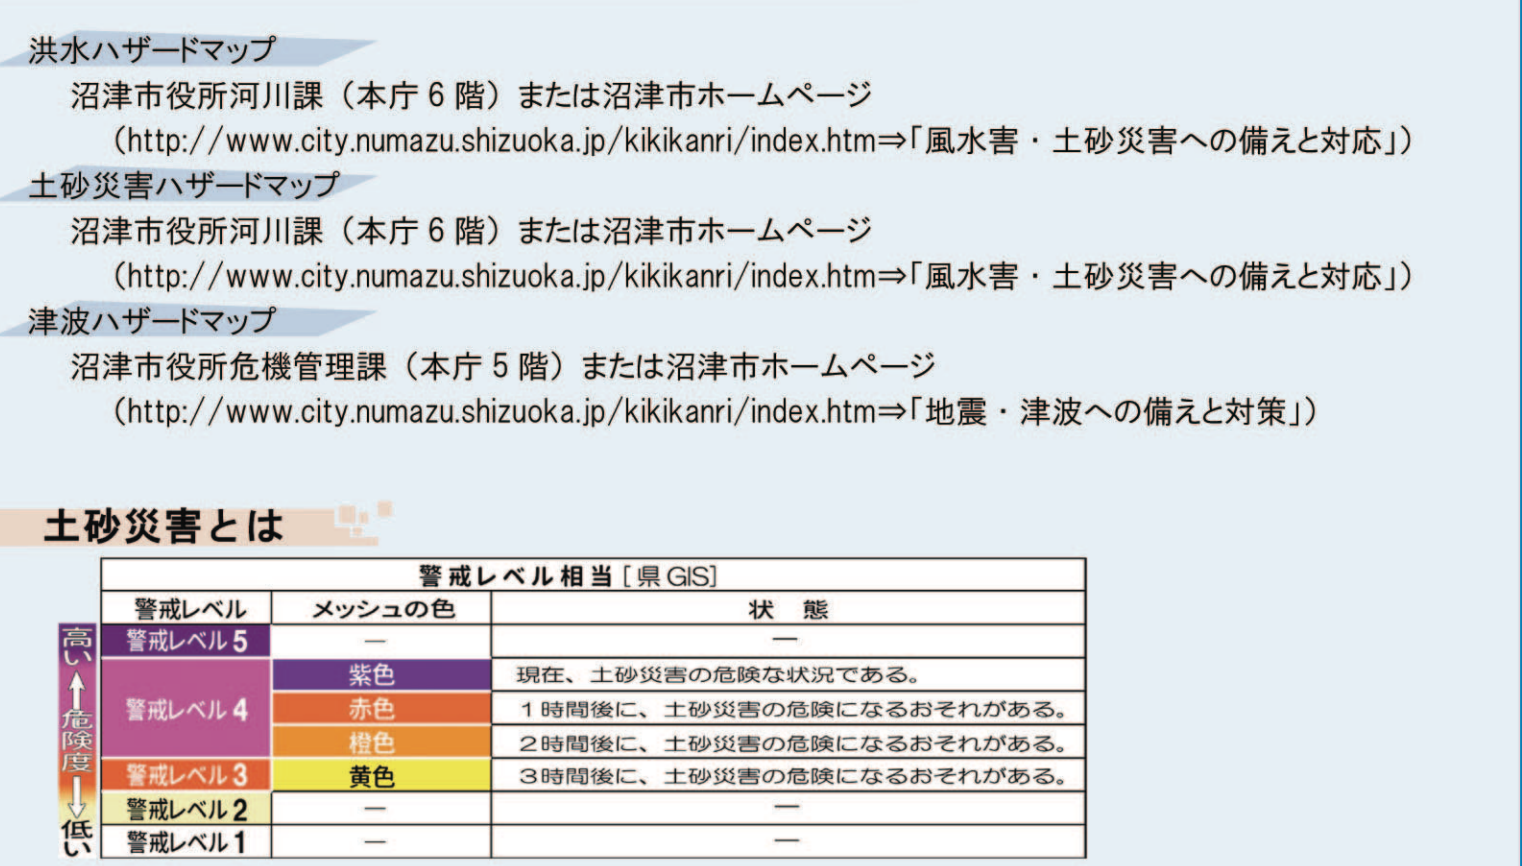 洪水ハザードマップ
沼津市役所河川課（本庁６階）または沼津市ホームページ
（http://www.city.numazu.shizuoka.jp/kikikanri/index.htm⇒「風水害・土砂災害への備えと対応」）
土砂災害ハザードマップ
沼津市役所河川課（本庁６階）または沼津市ホームページ
（http://www.city.numazu.shizuoka.jp/kikikanri/index.htm⇒「風水害・土砂災害への備えと対応」）
津波ハザードマップ
沼津市役所危機管理課（本庁５階）または沼津市ホームページ
（http://www.city.numazu.shizuoka.jp/kikikanri/index.htm⇒「地震・津波への備えと対策」）
土砂災害とは
警戒レベル相当［県GIS］
警戒レベル メッシュの色 状　態
高い←危険度→低い
警戒レベル5 — —
警戒レベル4
紫色 現在、土砂災害の危険な状況である。
赤色 １時間後に、土砂災害の危険になるおそれがある。
橙色 ２時間後に、土砂災害の危険になるおそれがある。
警戒レベル3 黄色 ３時間後に、土砂災害の危険になるおそれがある。
警戒レベル2 — —
警戒レベル1 — —